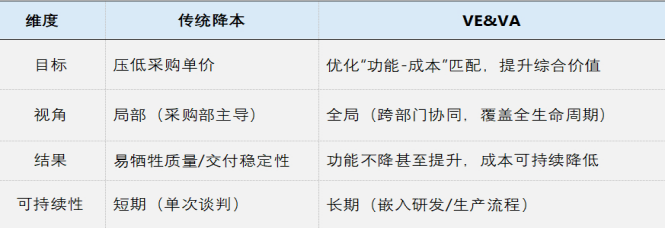 维度 传统降本 VE&VA
目标 压低采购单价 优化“功能-成本”匹配，提升综合价值
视角 局部（采购部主导） 全局（跨部门协同，覆盖全生命周期）
结果 易牺牲质量/交付稳定性 功能不降甚至提升，成本可持续降低
可持续性 短期（单次谈判） 长期（嵌入研发/生产流程）